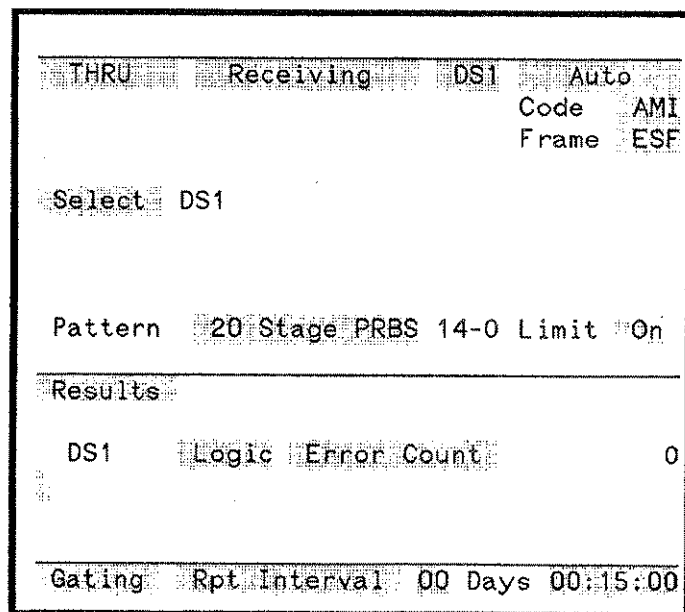 THRU Receiving DS1 Auto
Code AMI
Frame ESF
Select DS1
Pattern 20 Stage PRBS 14-0 Limit On
Results
DS1 Logic Error Count 0
Gating Rpt Interval 00 Days 00:15:00